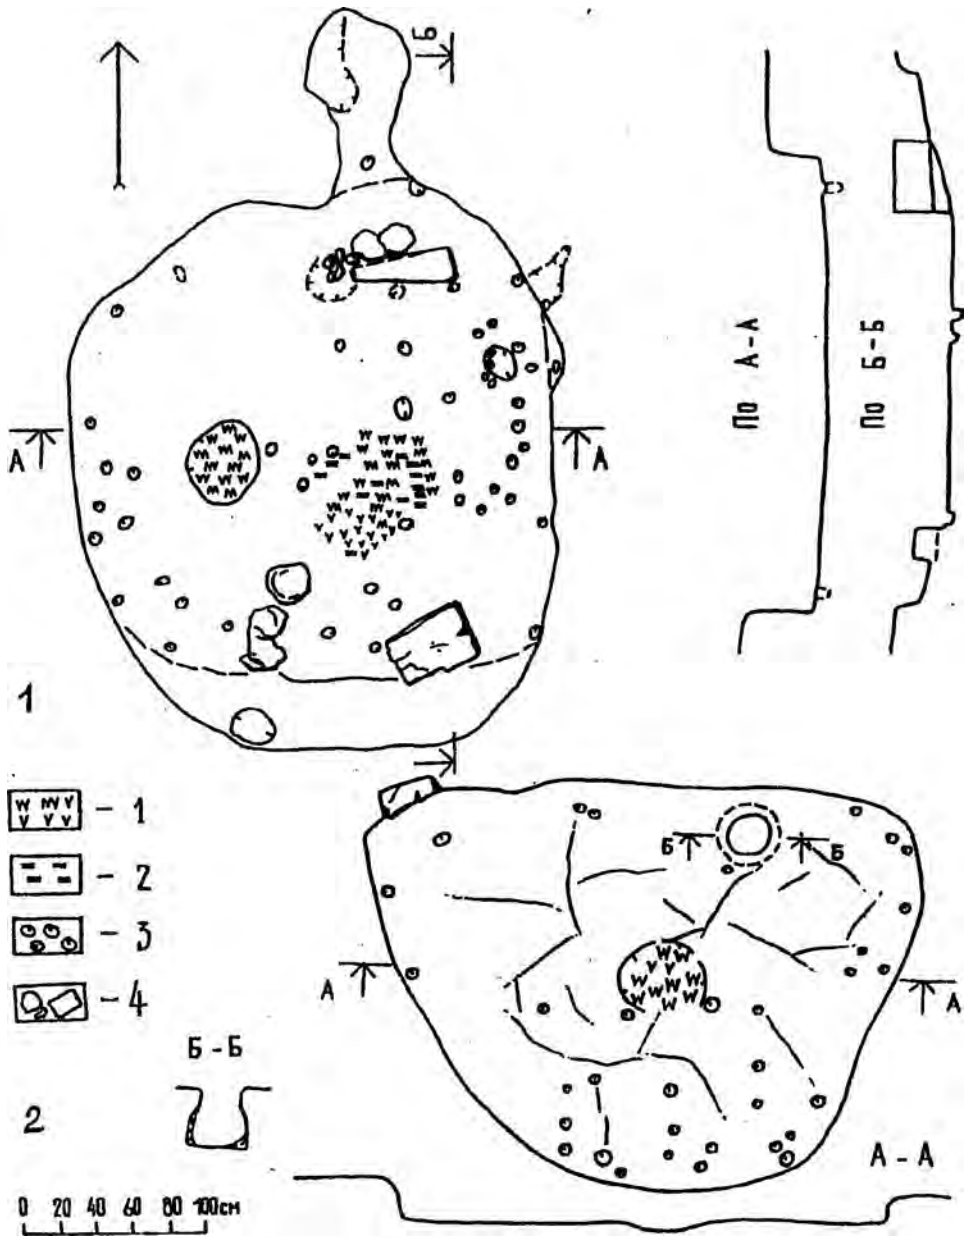 Б
По А-А
По Б-Б
А
А
1
- 1
- 2
- 3
- 4
Б
Б
А
А
Б - Б
2
А - А
0 20 40 60 80 100см